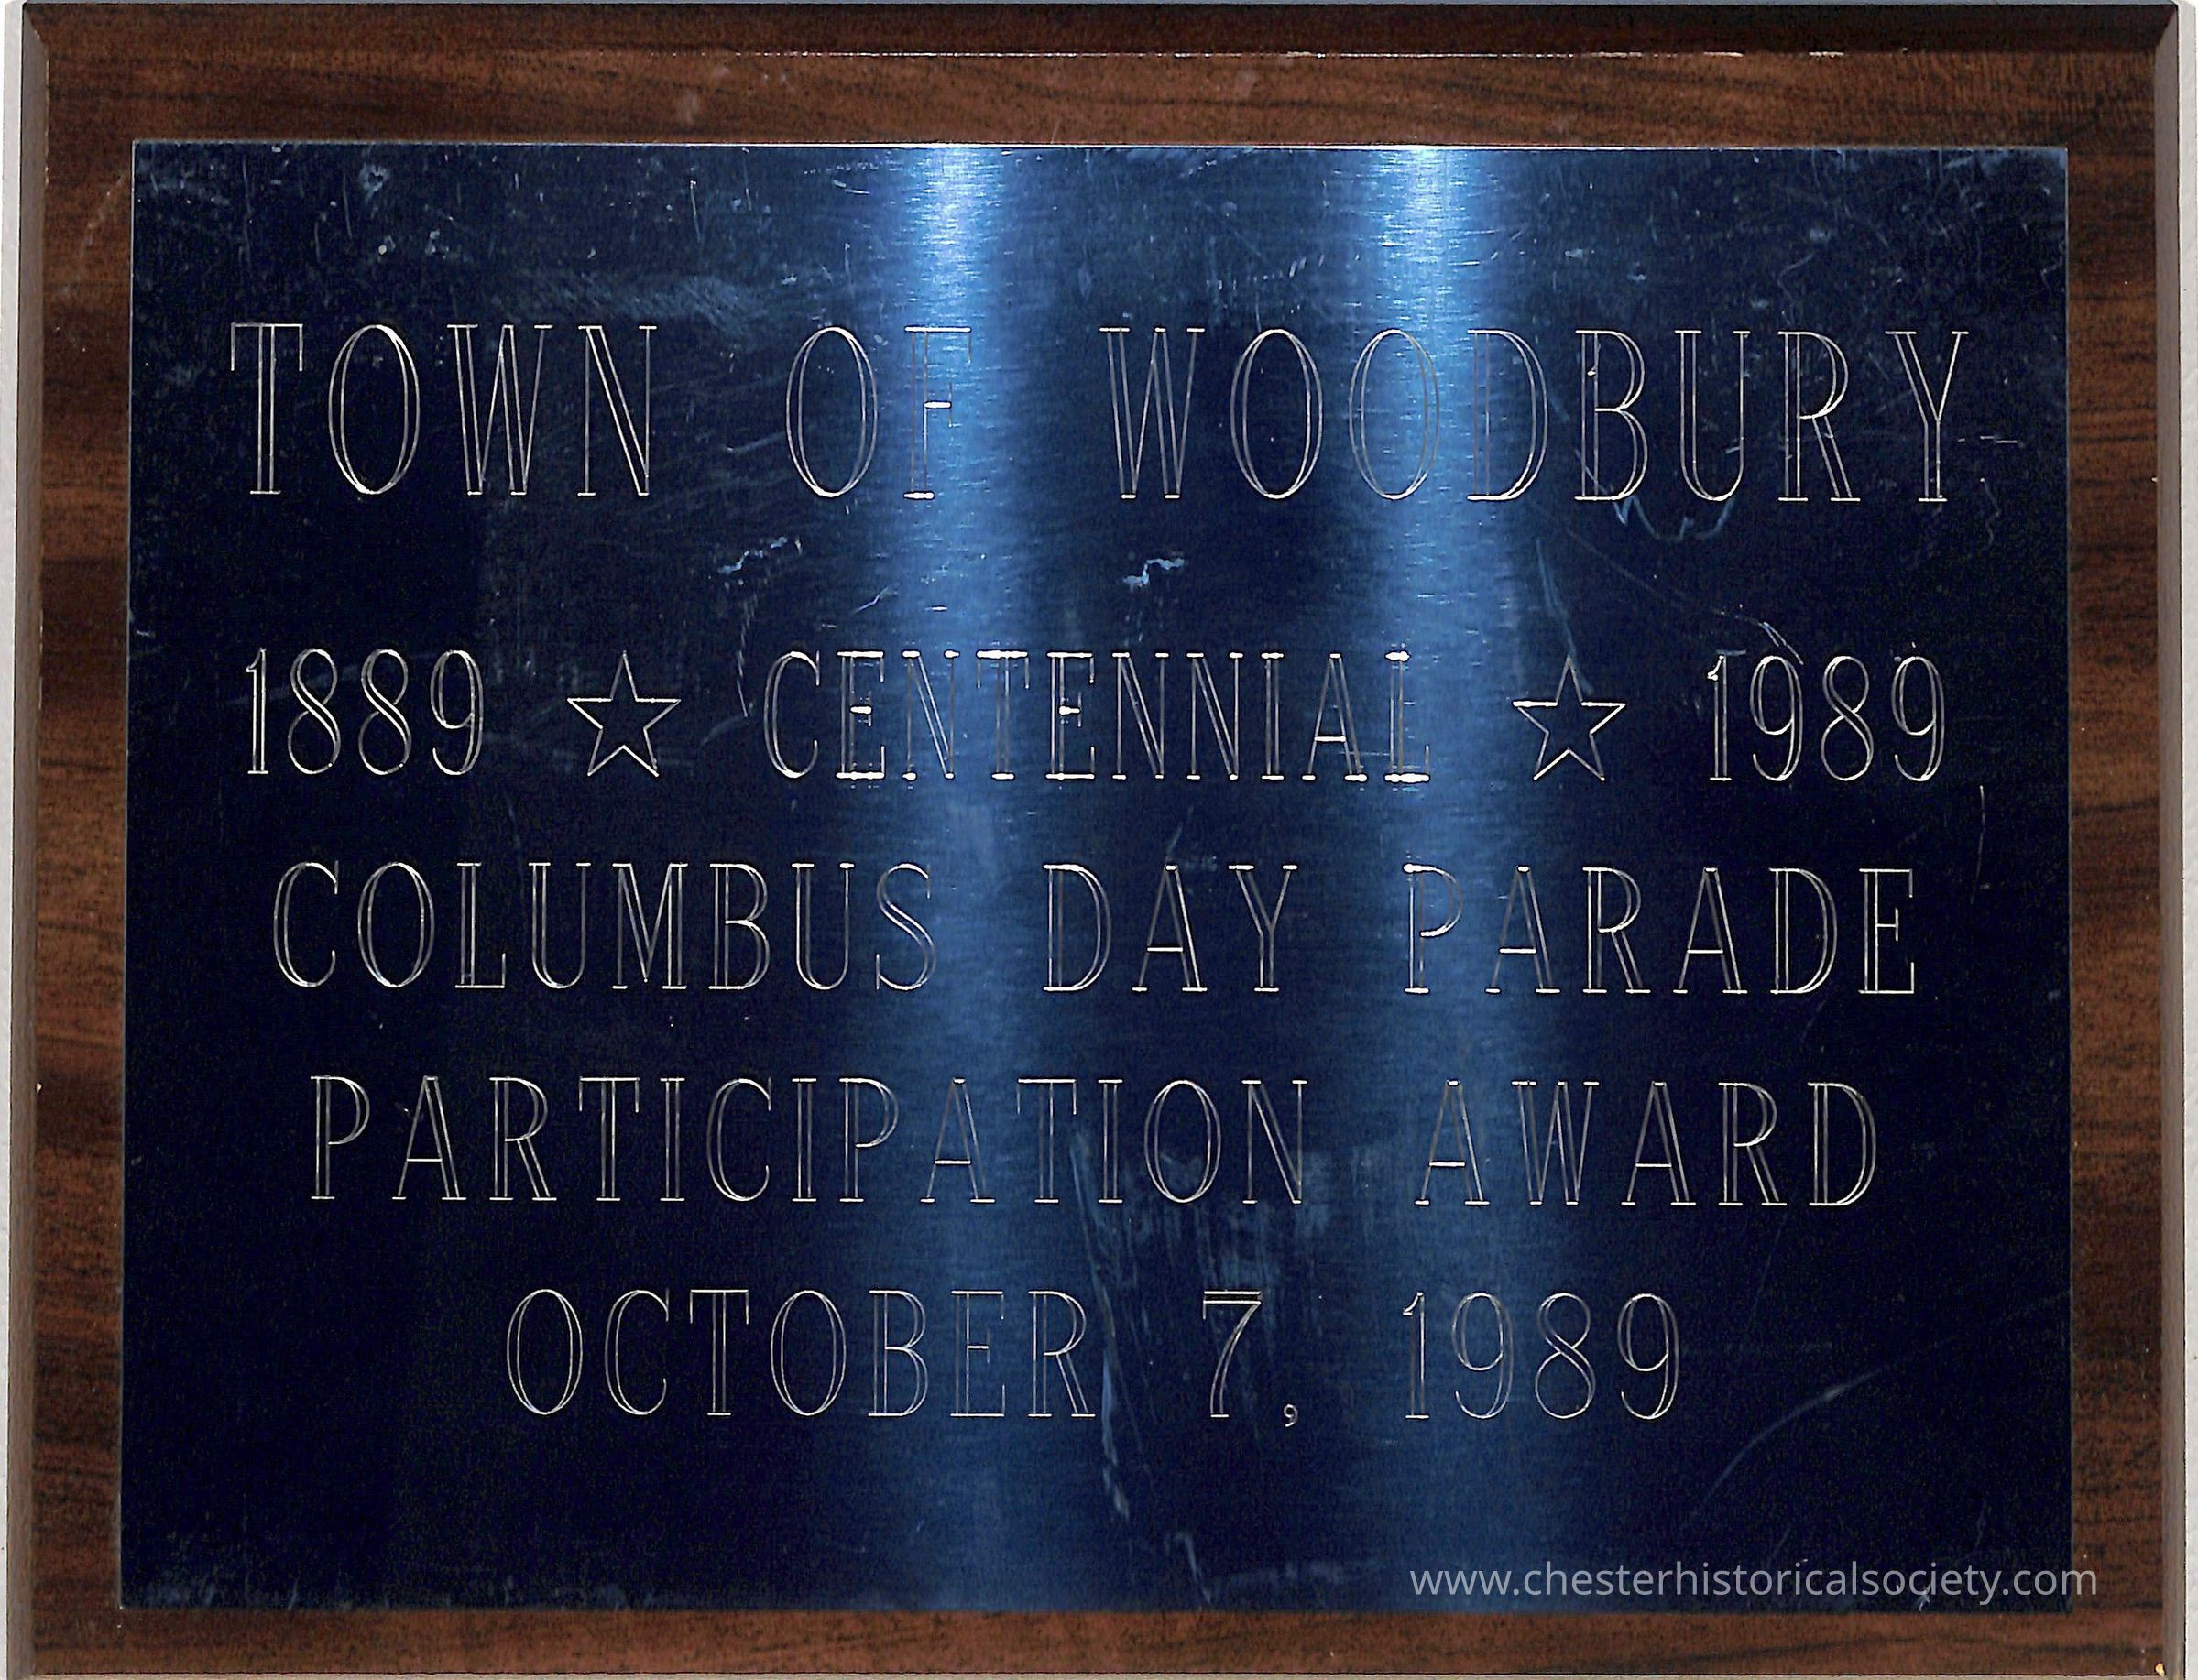 TOWN OF WOODBURY
1889 ☆ CENTENNIAL ☆ 1989
COLUMBUS DAY PARADE
PARTICIPATION AWARD
OCTOBER 7, 1989
www.chesterhistoricalsociety.com